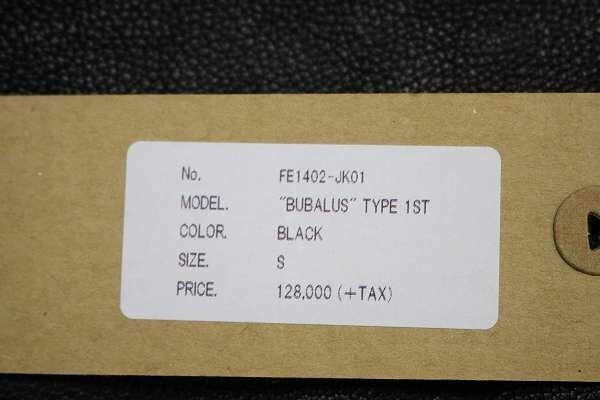 No. FE1402-JK01
MODEL. "BUBALUS" TYPE 1ST
COLOR. BLACK
SIZE. S
PRICE. 128,000 (+TAX)